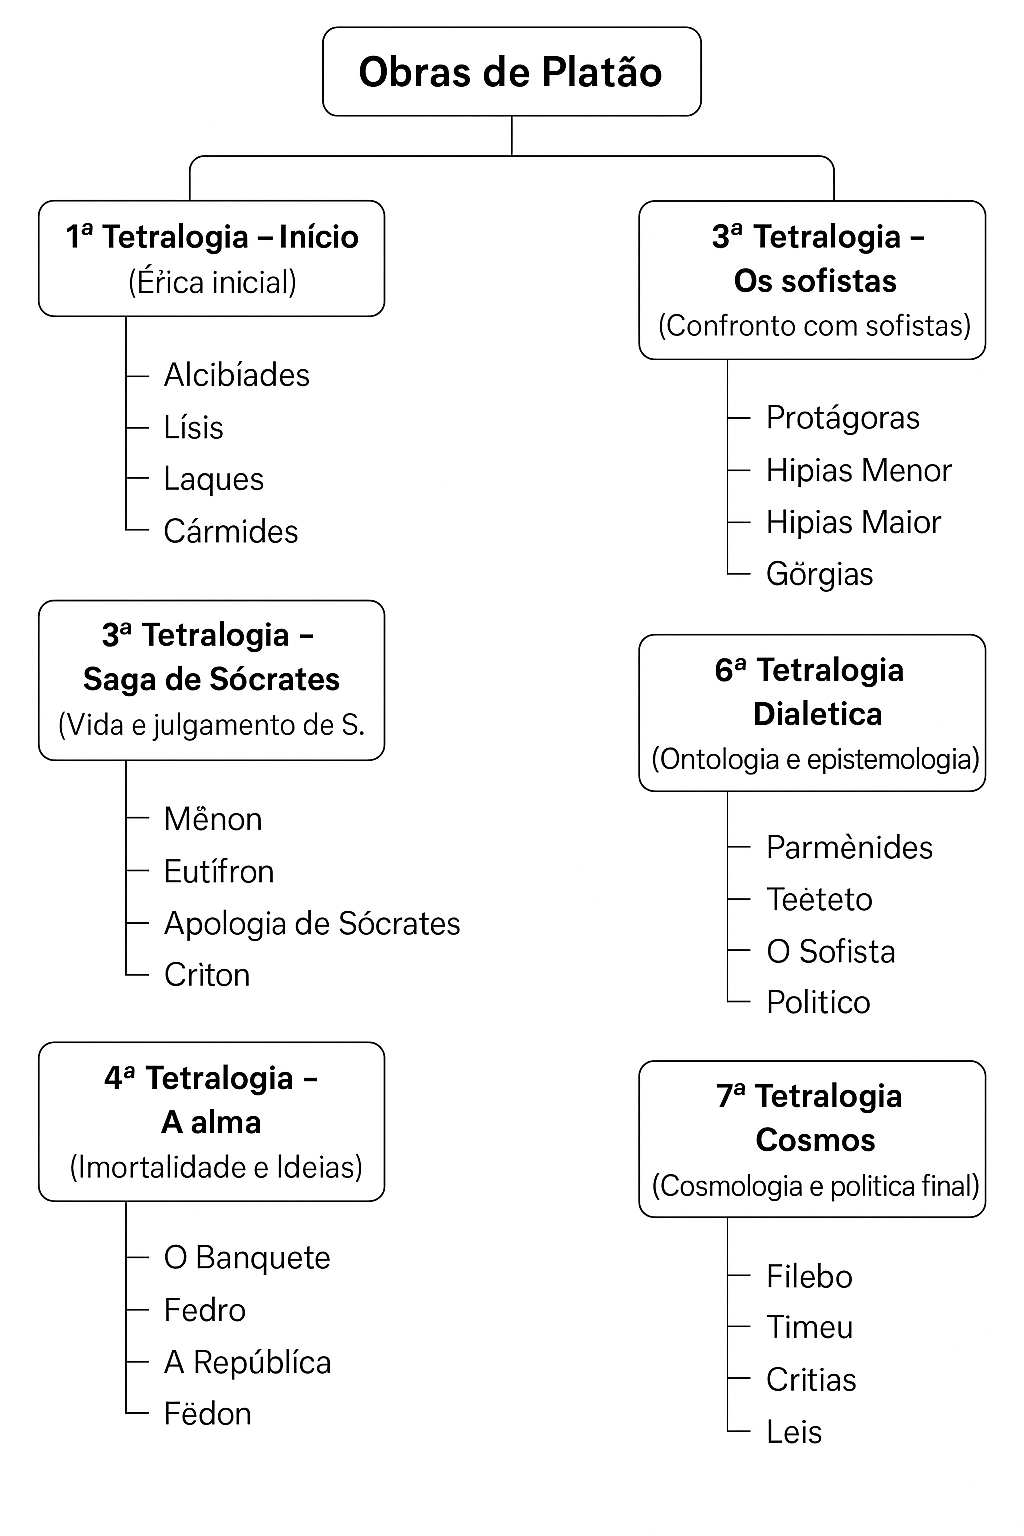 Obras de Platão
1ª Tetralogia – Início
(Éřica inicial)
Alcibíades
Lísis
Laques
Cármides
3ª Tetralogia –
Saga de Sócrates
(Vida e julgamento de S.
Mênon
Eutífron
Apologia de Sócrates
Crìton
4ª Tetralogia –
A alma
(Imortalidade e Ideias)
O Banquete
Fedro
A Repúblíca
Fëdon
3ª Tetralogia –
Os sofistas
(Confronto com sofistas)
Protágoras
Hipias Menor
Hipias Maior
Görgias
6ª Tetralogia
Dialetica
(Ontologia e epistemologia)
Parmènides
Teėteto
O Sofista
Politico
7ª Tetralogia
Cosmos
(Cosmologia e politica final)
Filebo
Timeu
Critias
Leis